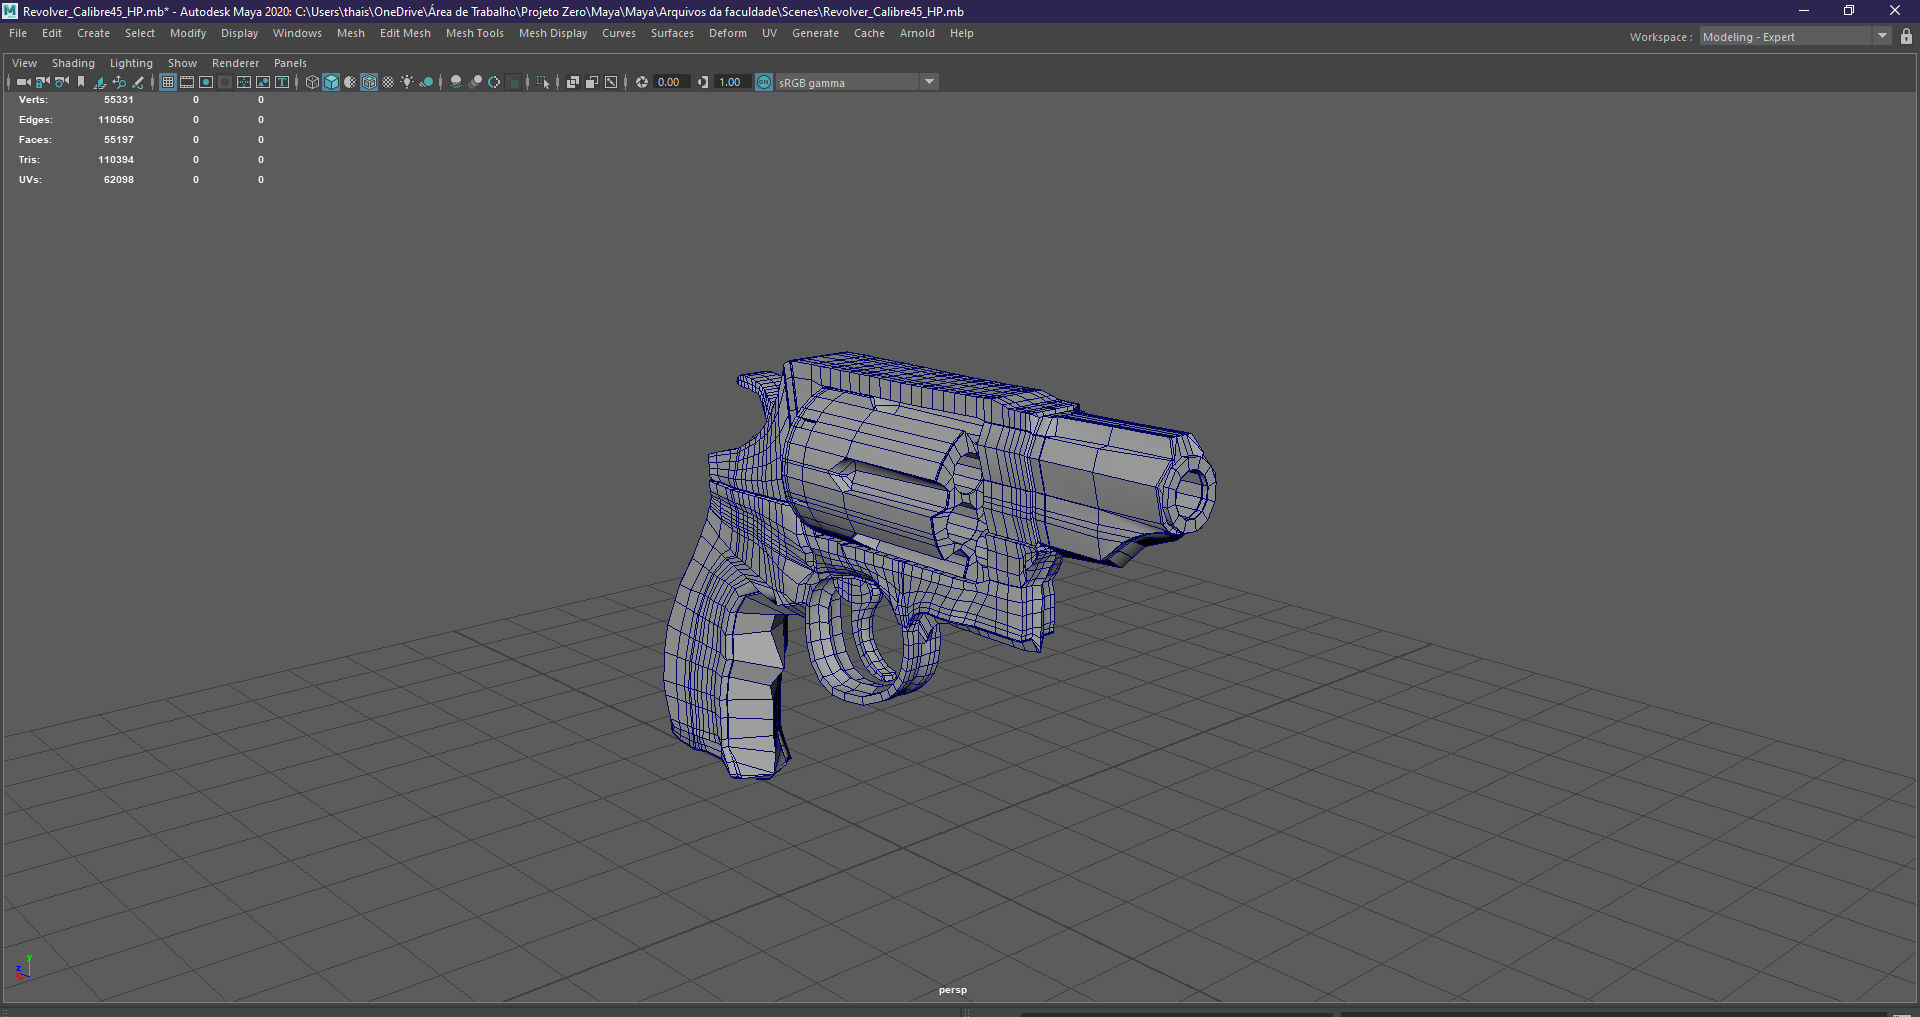 Revolver_Calibre45_HP.mb* - Autodesk Maya 2020: C:\Users\thais\OneDrive\Área de Trabalho\Projeto Zero\Maya\Maya\Arquivos da faculdade\Scenes\Revolver_Calibre45_HP.mb
File Edit Create Select Modify Display Windows Mesh Edit Mesh Mesh Tools Mesh Display Curves Surfaces Deform UV Generate Cache Arnold Help
Workspace : Modeling - Expert
View Shading Lighting Show Renderer Panels
0.00 1.00 ON sRGB gamma
Verts: 55331 0 0
Edges: 110550 0 0
Faces: 55197 0 0
Tris: 110394 0 0
UVs: 62098 0 0
y
z
x
persp